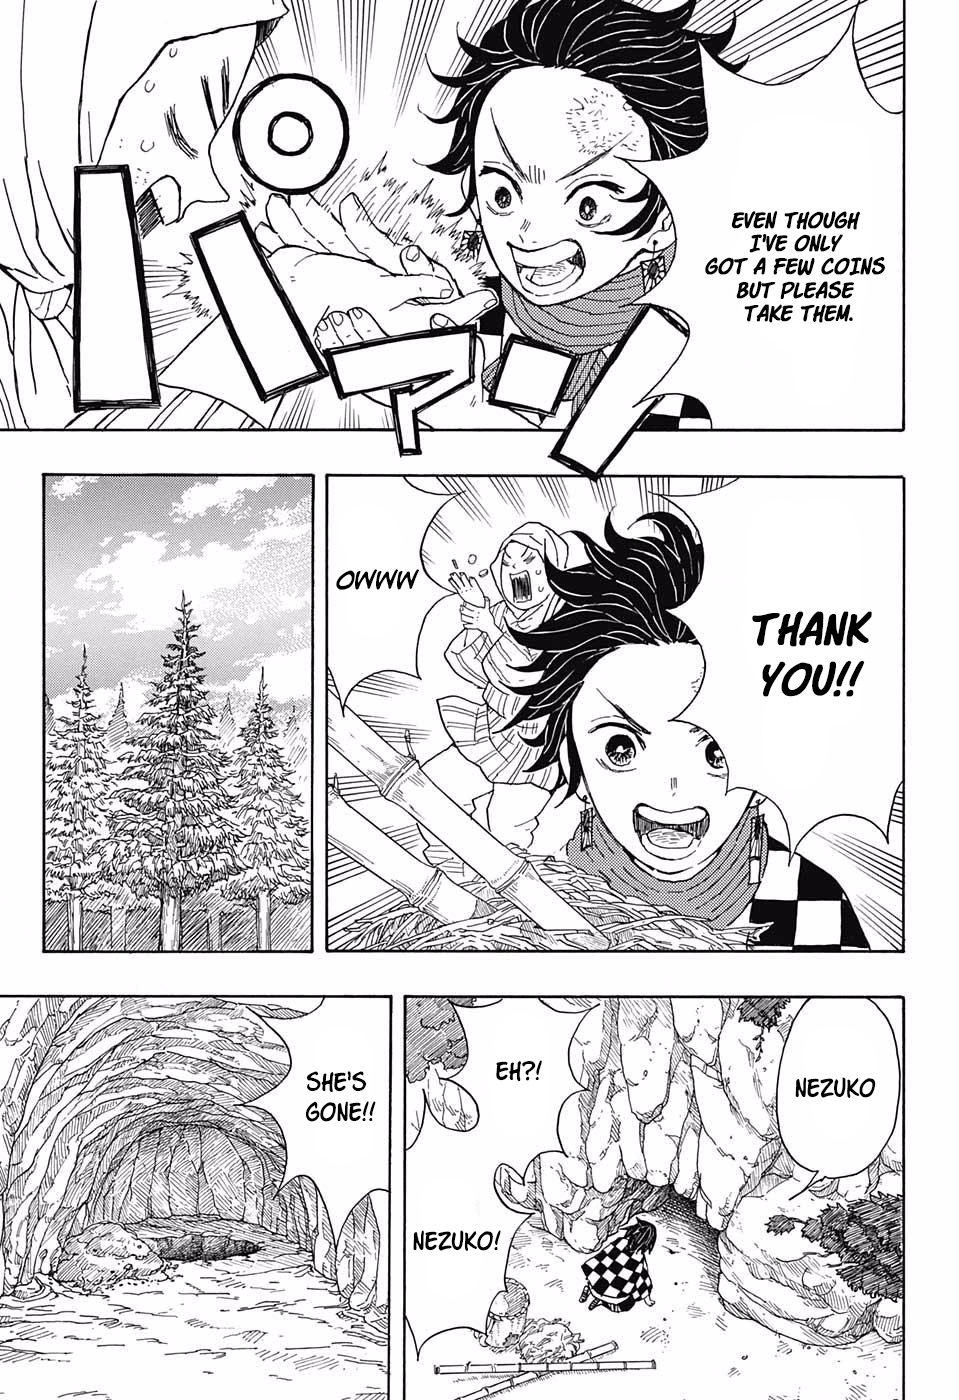 EVEN THOUGH
I'VE ONLY
GOT A FEW COINS
BUT PLEASE
TAKE THEM.
パァン
THANK
YOU!!
OWWW
NEZUKO
EH?!
NEZUKO!
SHE'S
GONE!!